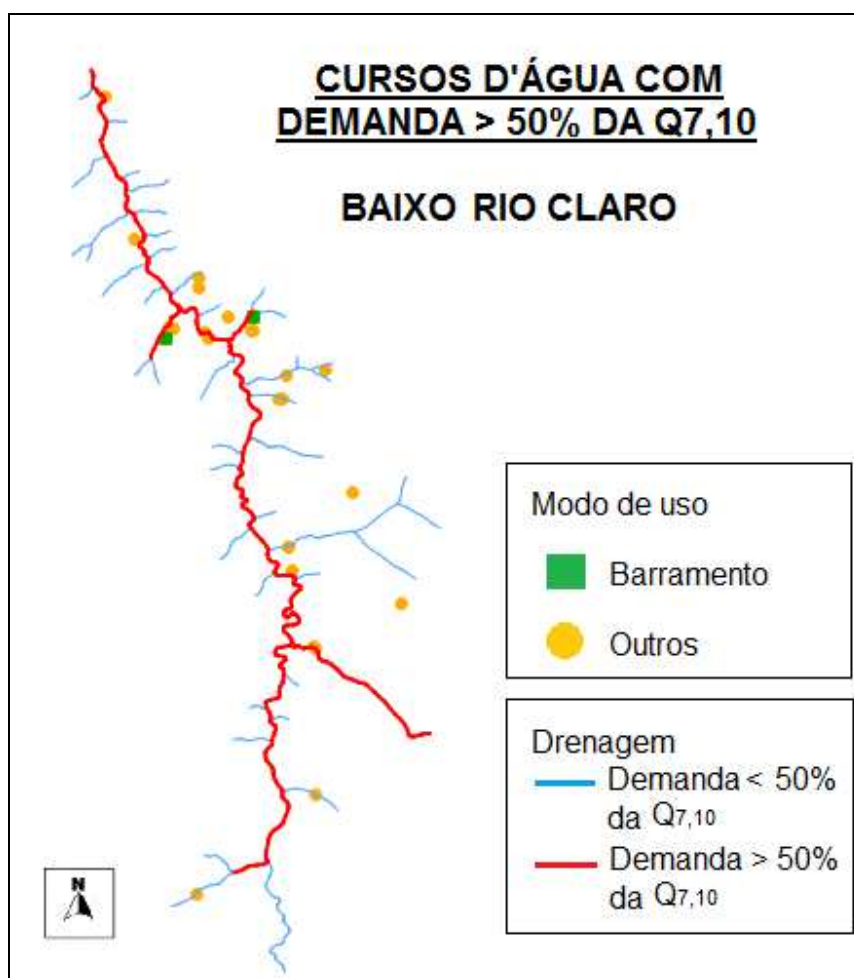 CURSOS D'ÁGUA COM
DEMANDA > 50% DA Q7,10
BAIXO RIO CLARO
Modo de uso
Barramento
Outros
Drenagem
Demanda < 50%
da Q7,10
Demanda > 50%
da Q7,10
N